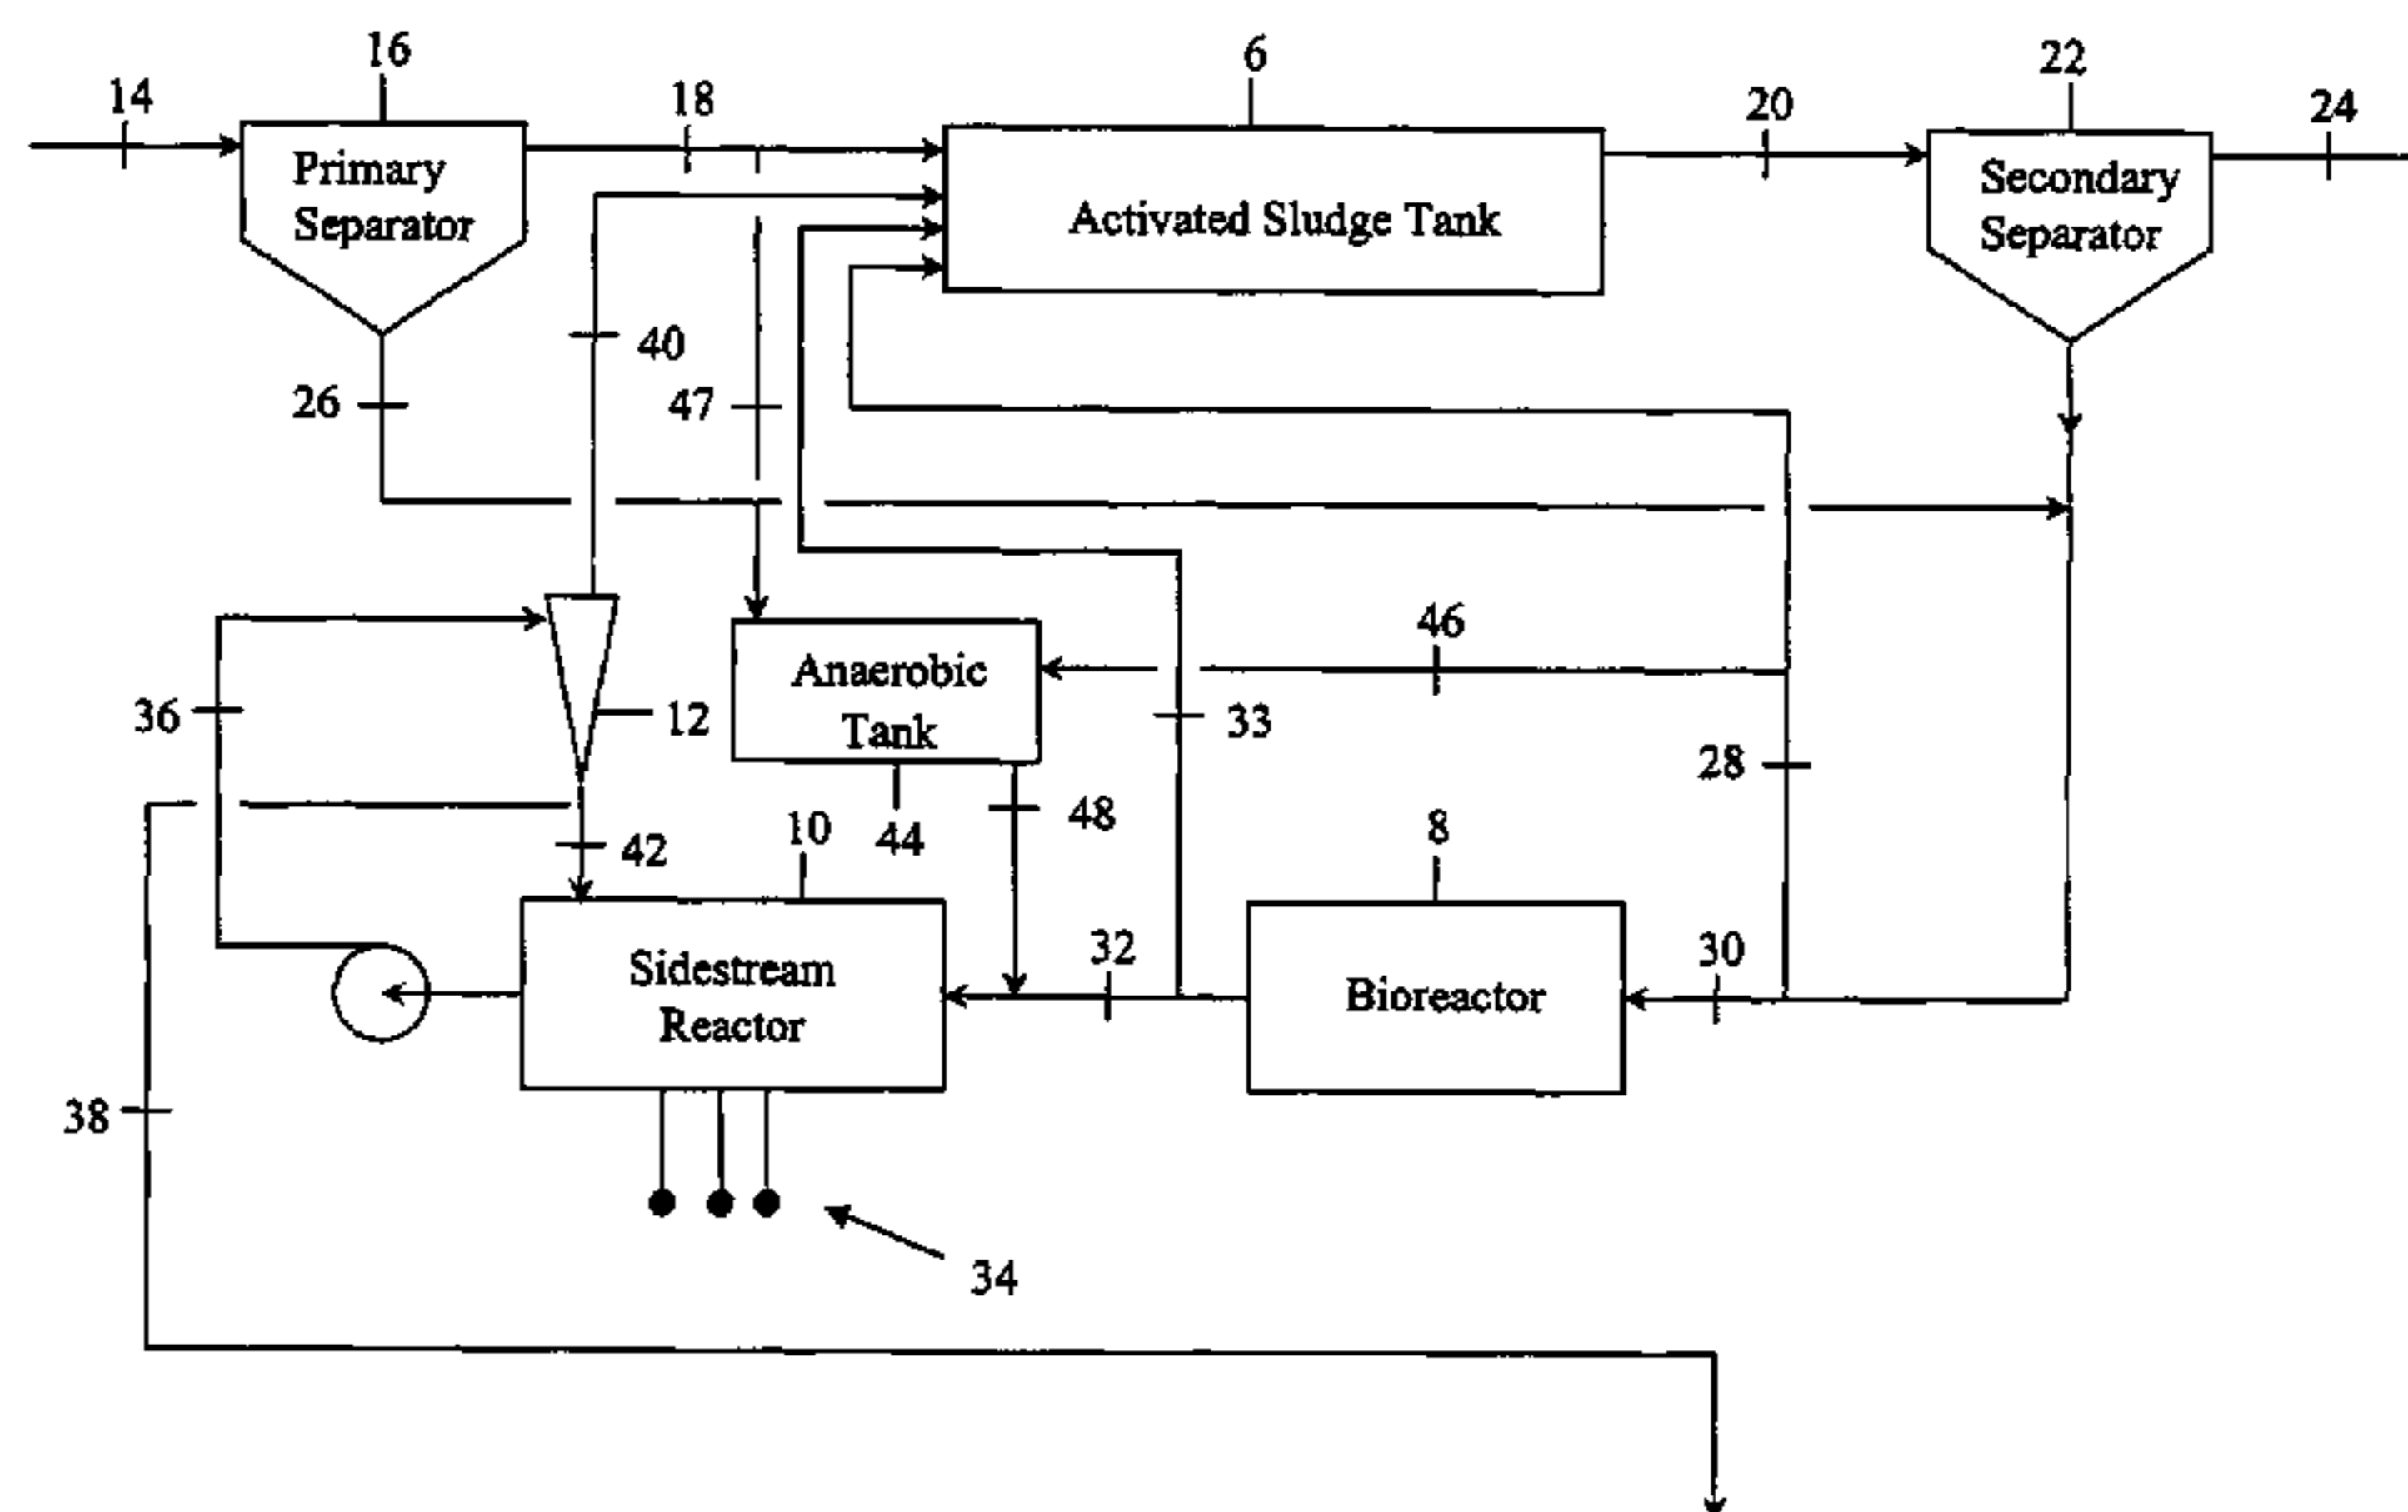 16
6
22
14
18
20
24
Primary
Separator
Activated Sludge Tank
Secondary
Separator
40
26
47
46
Anaerobic
Tank
36
12
33
28
10
44
48
8
42
32
30
Sidestream
Reactor
Bioreactor
38
34